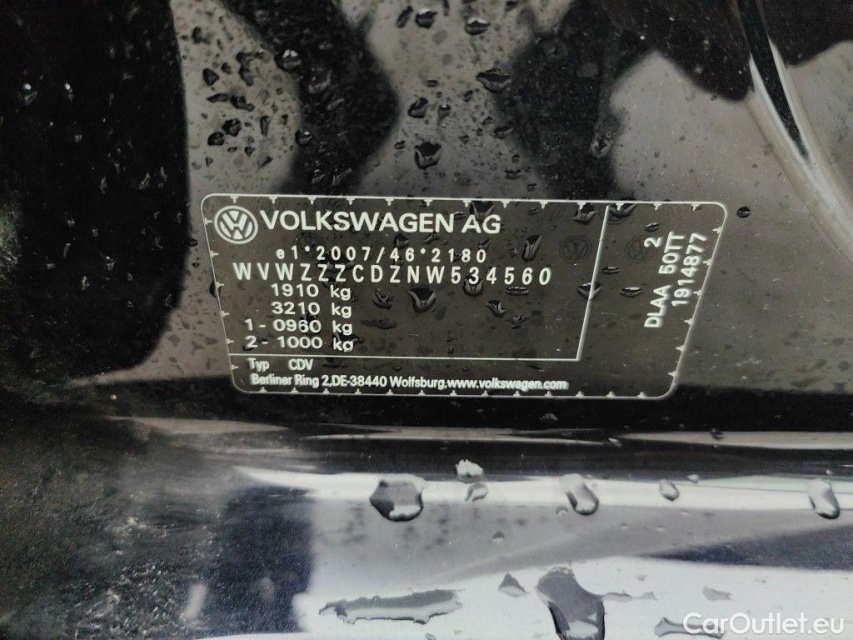 VOLKSWAGEN AG
e1*2007/46*2180
WVWZZZCDZNW534560
1910 kg
3210 kg
1 - 0960 kg
2 - 1000 kg
Typ CDV
Berliner Ring 2,DE-38440 Wolfsburg,www.volkswagen.com
2
DLAA 50TT
1914877
CarOutlet.eu